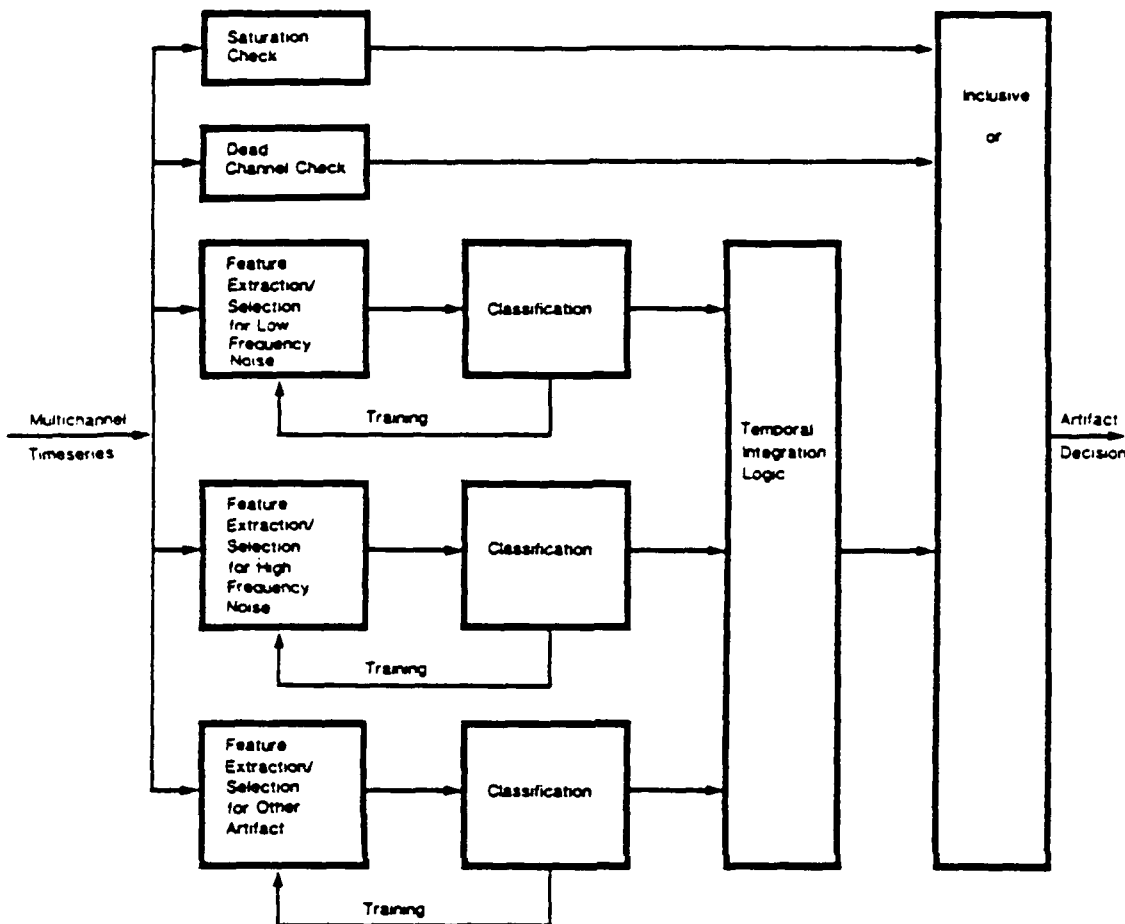 Saturation
Check
Inclusive
or
Dead
Channel Check
Feature
Extraction/
Selection
for Low
Frequency
Noise
Classification
Training
Multichannel
Timeseries
Temporal
Integration
Logic
Artifact
Decision
Feature
Extraction/
Selection
for High
Frequency
Noise
Classification
Training
Feature
Extraction/
Selection
for Other
Artifact
Classification
Training